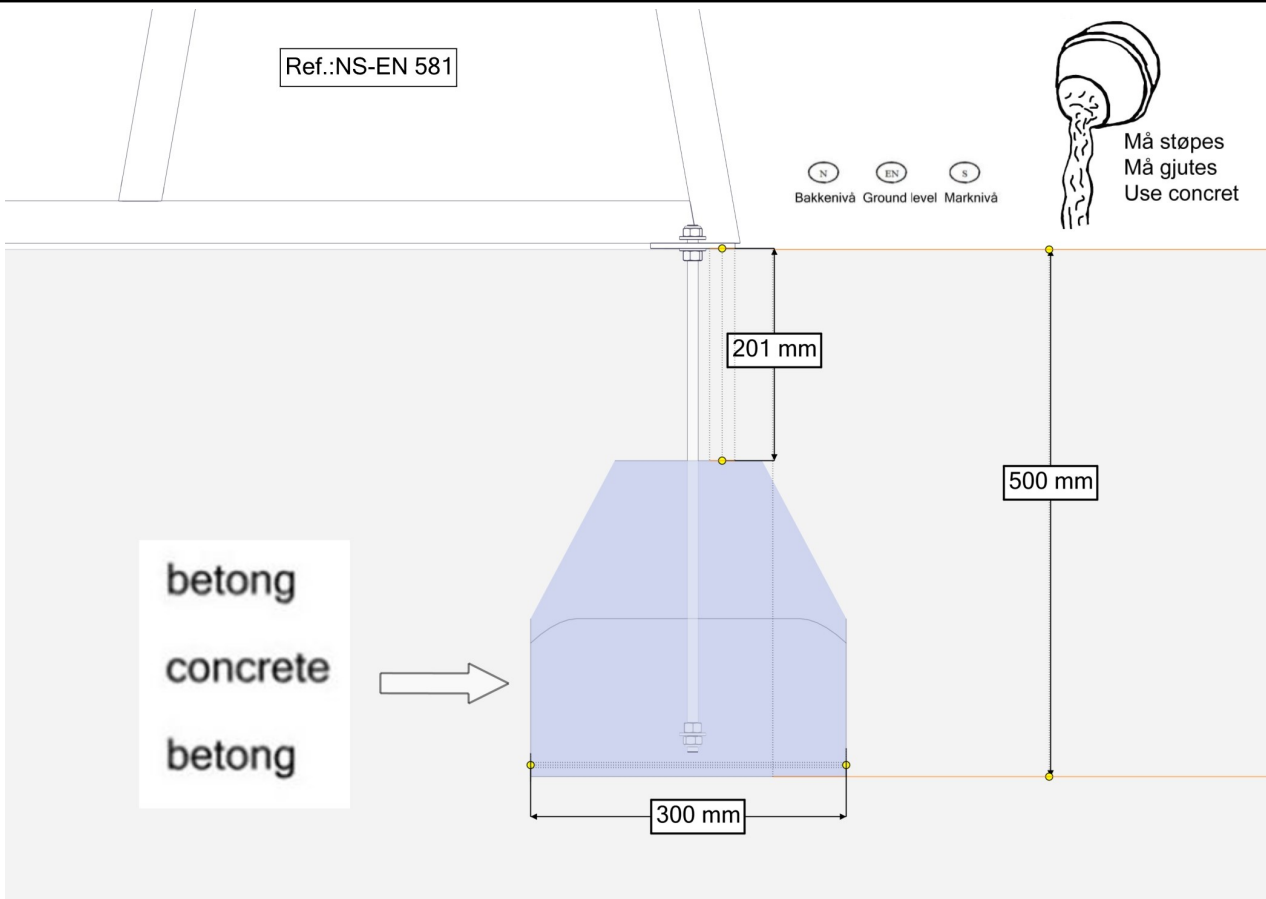 Ref.:NS-EN 581
Må støpes
Må gjutes
Use concret
N EN S
Bakkenivå Ground level Marknivå
201 mm
500 mm
betong
concrete
betong
300 mm